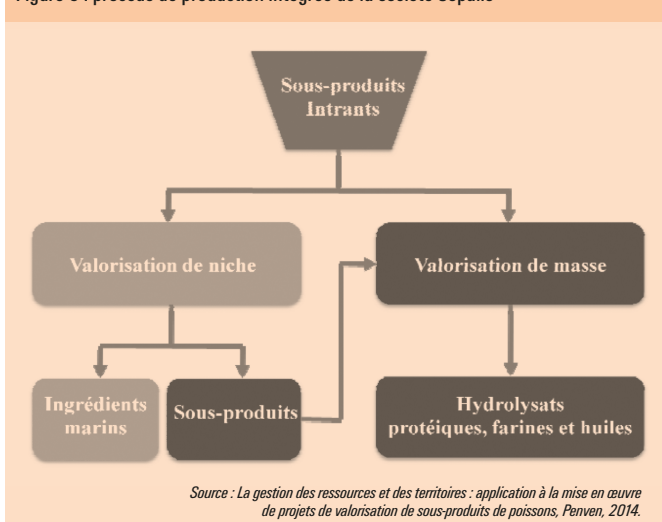 Sous-produits
Intrants
Valorisation de niche
Valorisation de masse
Ingrédients
marins
Sous-produits
Hydrolysats
protéiques, farines et huiles
Source : La gestion des ressources et des territoires : application à la mise en œuvre
de projets de valorisation de sous-produits de poissons, Penven, 2014.